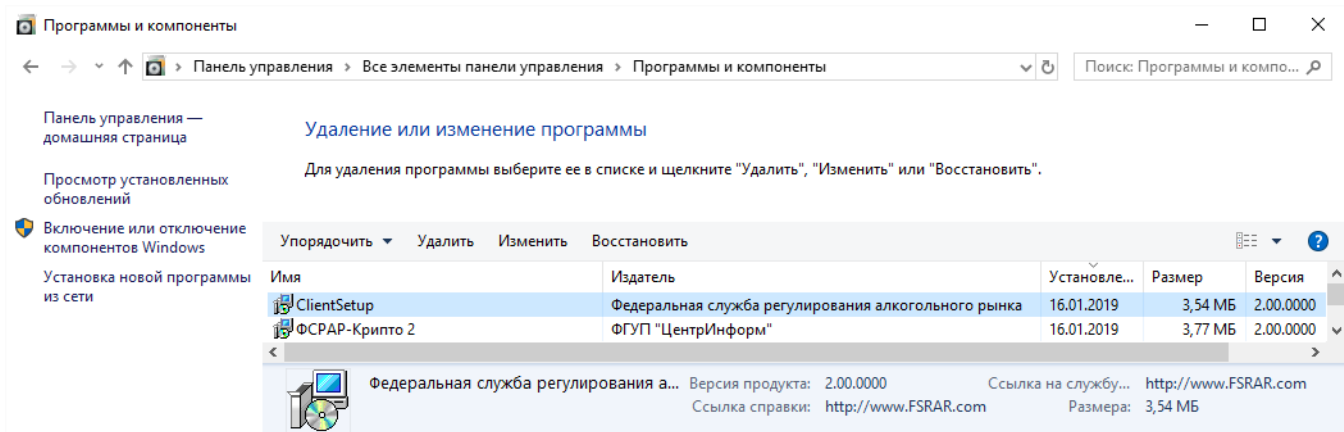 Программы и компоненты
Панель управления > Все элементы панели управления > Программы и компоненты
Поиск: Программы и компо...
Панель управления —
домашняя страница
Просмотр установленных
обновлений
Включение или отключение
компонентов Windows
Установка новой программы
из сети
Удаление или изменение программы
Для удаления программы выберите ее в списке и щелкните "Удалить", "Изменить" или "Восстановить".
Упорядочить Удалить Изменить Восстановить
Имя Издатель Установле... Размер Версия
ClientSetup Федеральная служба регулирования алкогольного рынка 16.01.2019 3,54 МБ 2.00.0000
ФСРАР-Крипто 2 ФГУП "ЦентрИнформ" 16.01.2019 3,77 МБ 2.00.0000
Федеральная служба регулирования а... Версия продукта: 2.00.0000 Ссылка на службу... http://www.FSRAR.com
Ссылка справки: http://www.FSRAR.com Размера: 3,54 МБ